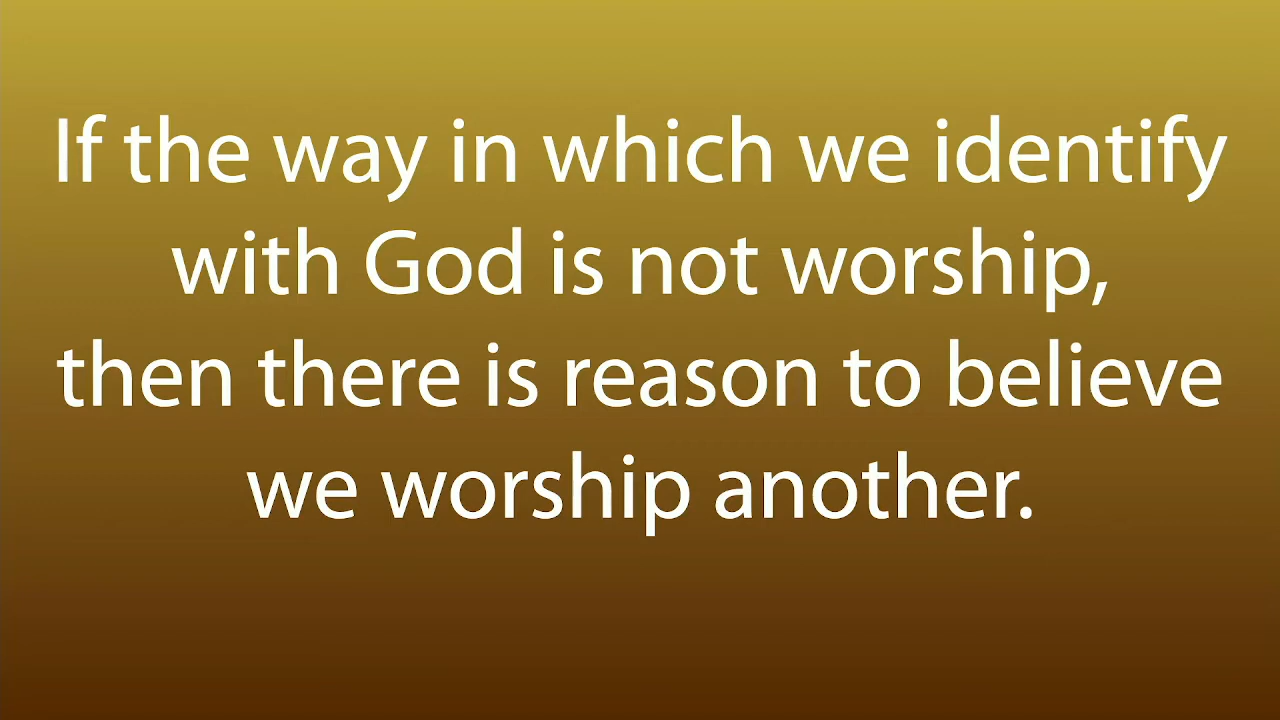 If the way in which we identify
with God is not worship,
then there is reason to believe
we worship another.